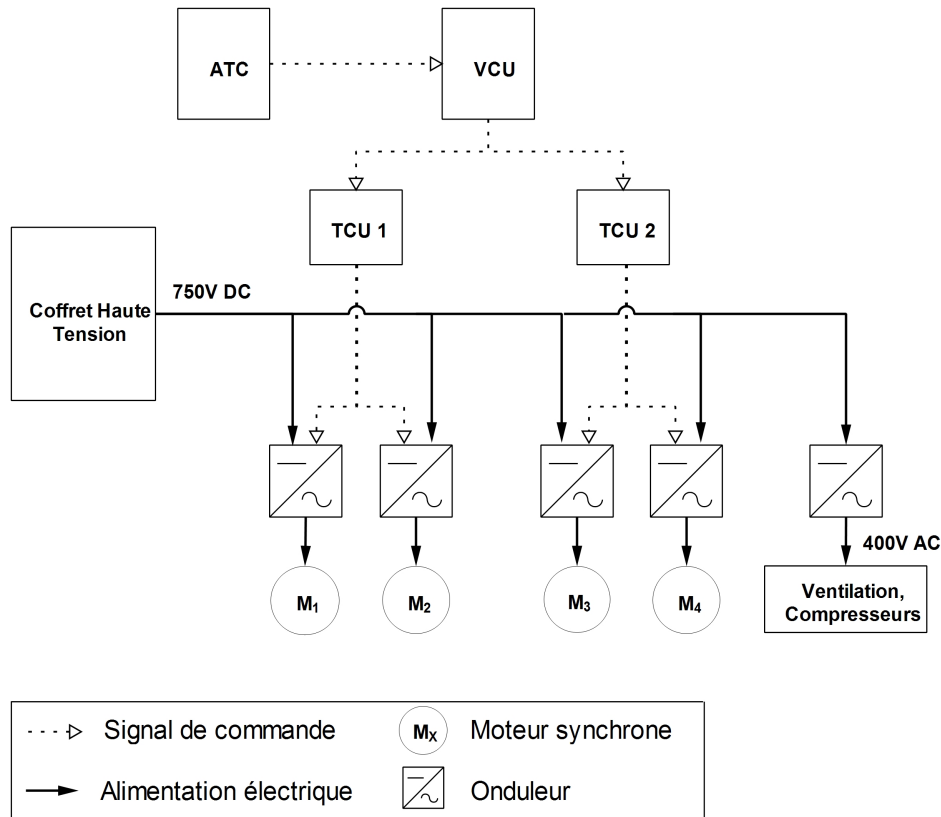 ATC
VCU
TCU 1
TCU 2
750V DC
Coffret Haute
Tension
400V AC
M₁
M₂
M₃
M₄
Ventilation,
Compresseurs
Signal de commande
Mₓ
Moteur synchrone
Alimentation électrique
Onduleur